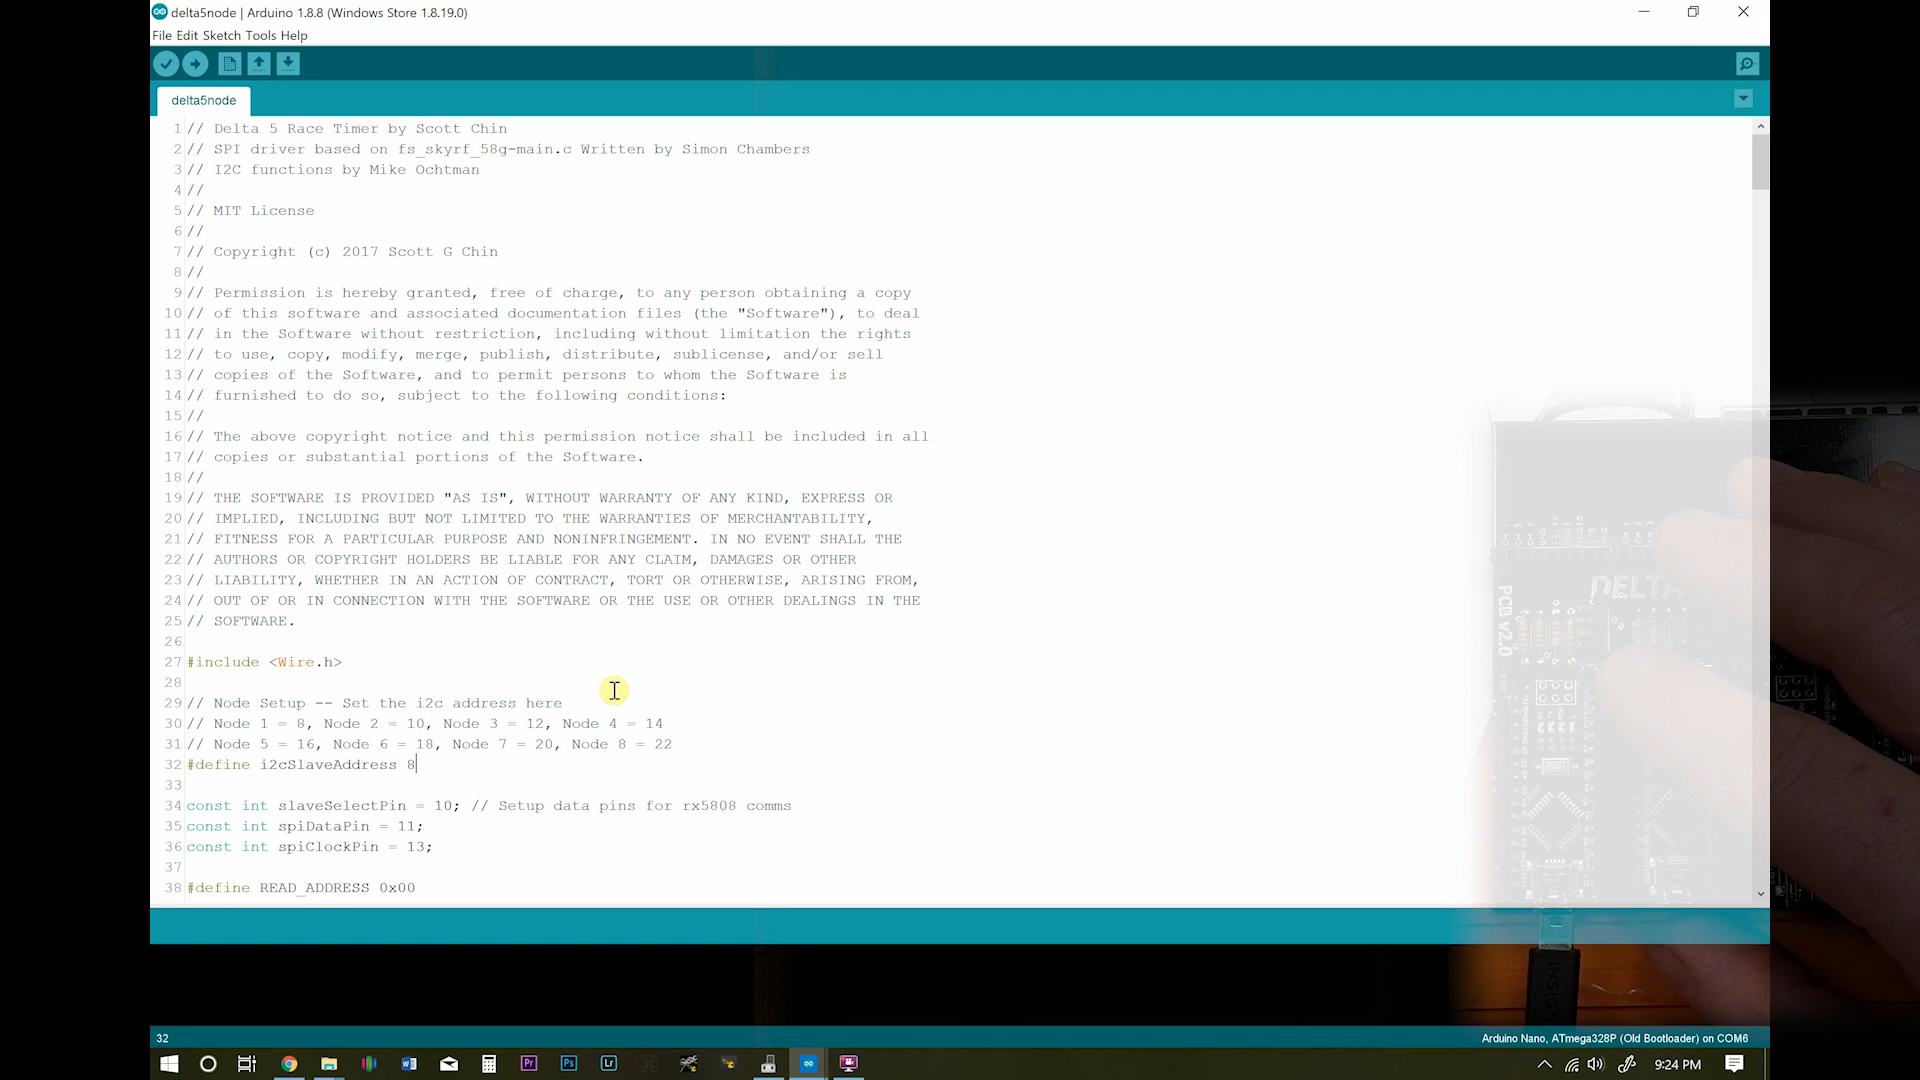 delta5node | Arduino 1.8.8 (Windows Store 1.8.19.0)
File Edit Sketch Tools Help
delta5node
1 // Delta 5 Race Timer by Scott Chin
2 // SPI driver based on fs_skyrf_58g-main.c Written by Simon Chambers
3 // I2C functions by Mike Ochtman
4 //
5 // MIT License
6 //
7 // Copyright (c) 2017 Scott G Chin
8 //
9 // Permission is hereby granted, free of charge, to any person obtaining a copy
10 // of this software and associated documentation files (the "Software"), to deal
11 // in the Software without restriction, including without limitation the rights
12 // to use, copy, modify, merge, publish, distribute, sublicense, and/or sell
13 // copies of the Software, and to permit persons to whom the Software is
14 // furnished to do so, subject to the following conditions:
15 //
16 // The above copyright notice and this permission notice shall be included in all
17 // copies or substantial portions of the Software.
18 //
19 // THE SOFTWARE IS PROVIDED "AS IS", WITHOUT WARRANTY OF ANY KIND, EXPRESS OR
20 // IMPLIED, INCLUDING BUT NOT LIMITED TO THE WARRANTIES OF MERCHANTABILITY,
21 // FITNESS FOR A PARTICULAR PURPOSE AND NONINFRINGEMENT. IN NO EVENT SHALL THE
22 // AUTHORS OR COPYRIGHT HOLDERS BE LIABLE FOR ANY CLAIM, DAMAGES OR OTHER
23 // LIABILITY, WHETHER IN AN ACTION OF CONTRACT, TORT OR OTHERWISE, ARISING FROM,
24 // OUT OF OR IN CONNECTION WITH THE SOFTWARE OR THE USE OR OTHER DEALINGS IN THE
25 // SOFTWARE.
26
27 #include <Wire.h>
28
29 // Node Setup -- Set the i2c address here
30 // Node 1 = 8, Node 2 = 10, Node 3 = 12, Node 4 = 14
31 // Node 5 = 16, Node 6 = 18, Node 7 = 20, Node 8 = 22
32 #define i2cSlaveAddress 8
33
34 const int slaveSelectPin = 10; // Setup data pins for rx5808 comms
35 const int spiDataPin = 11;
36 const int spiClockPin = 13;
37
38 #define READ_ADDRESS 0x00
DELTA
PCB v2.0
32
Arduino Nano, ATmega328P (Old Bootloader) on COM6
Pr
Ps
Lr
9:24 PM